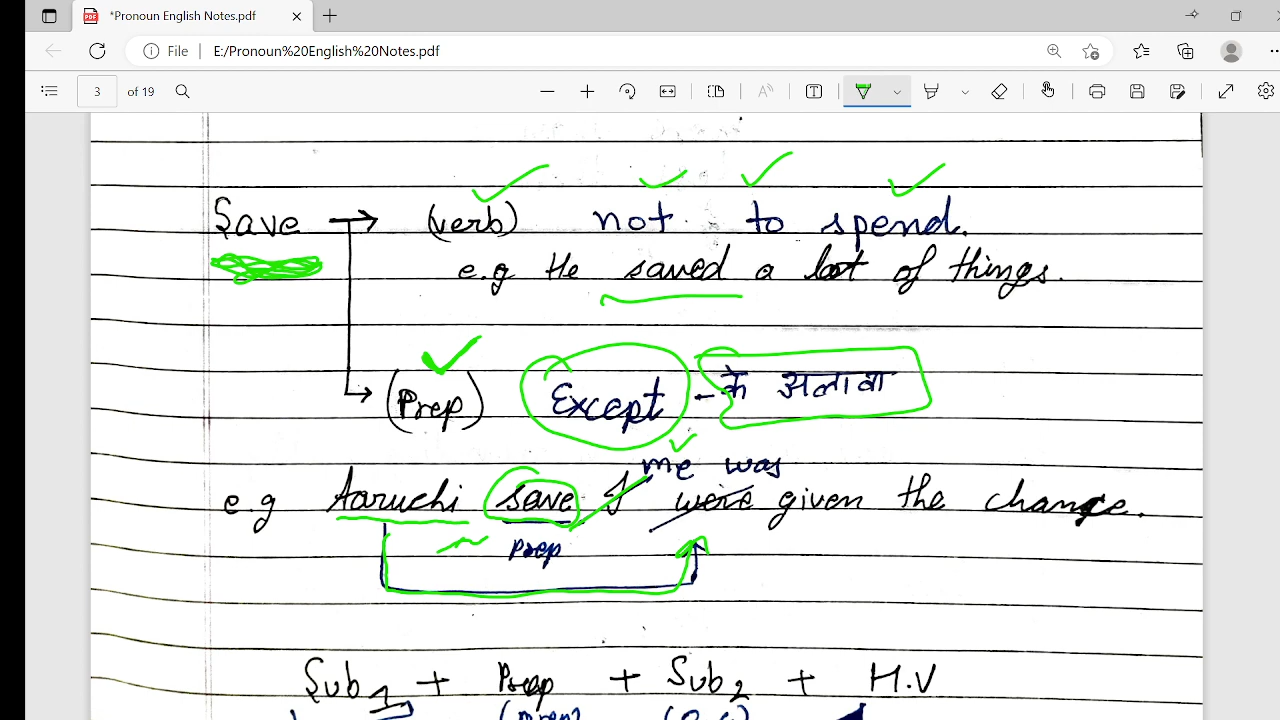 *Pronoun English Notes.pdf
File E:/Pronoun%20English%20Notes.pdf
3 of 19
Save → (verb) not to spend.
e.g He saved a lot of things.
(Prep) Except - के अलावा
me was
e.g Aaruchi save I were given the change.
Prep
Sub1 + Prep + Sub2 + H.V